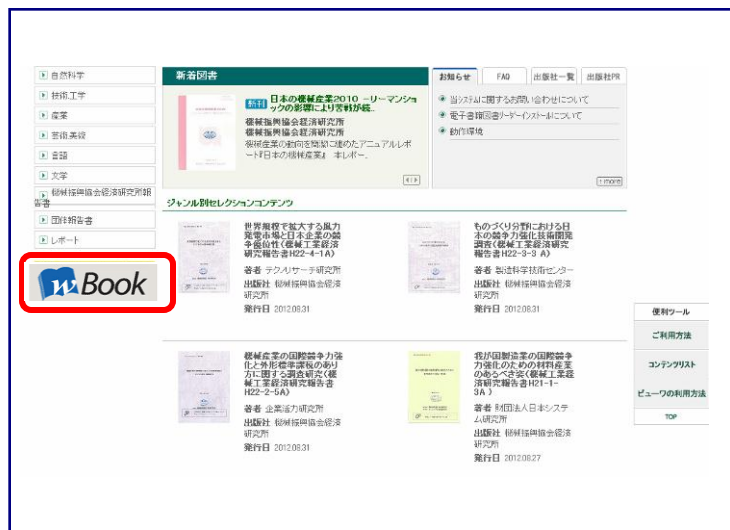 自然科学
技術.工学
産業
芸術.美術
言語
文学
機械振興協会経済研究所報
告書
団体報告書
レポート
wBook
新着図書
新刊 日本の機械産業2010 -リーマンショ
ックの影響により苦戦が続..
機械振興協会経済研究所
機械振興協会経済研究所
機械産業の動向を簡潔に纏めたアニュアルレポ
ート『日本の機械産業』 本レポー..
お知らせ
FAQ
出版社一覧
出版社PR
当システムに関するお問い合わせについて
電子書籍図書リーダーインストールについて
動作環境
+ more
ジャンル別セレクションコンテンツ
世界規模で拡大する風力
発電市場と日本企業の競
争優位性(機械工業経済
研究報告書H22-4-1A)
著者 テクノリサーチ研究所
出版社 機械振興協会経済
研究所
発行日 2012.08.31
ものづくり分野における日
本の競争力強化技術開発
調査(機械工業経済研究
報告書H22-3-3 A)
著者 製造科学技術センター
出版社 機械振興協会経済
研究所
発行日 2012.08.31
機械産業の国際競争力強
化と外形標準課税のあり
方に関する調査研究(機
械工業経済研究報告書
H22-2-5A)
著者 企業活力研究所
出版社 機械振興協会経済
研究所
発行日 2012.08.31
我が国製造業の国際競争
力強化のための材料産業
のあるべき姿(機械工業経
済研究報告書H21-1-
3A )
著者 財団法人日本システ
ム研究所
出版社 機械振興協会経済
研究所
発行日 2012.08.27
便利ツール
ご利用方法
コンテンツリスト
ビューワの利用方法
TOP